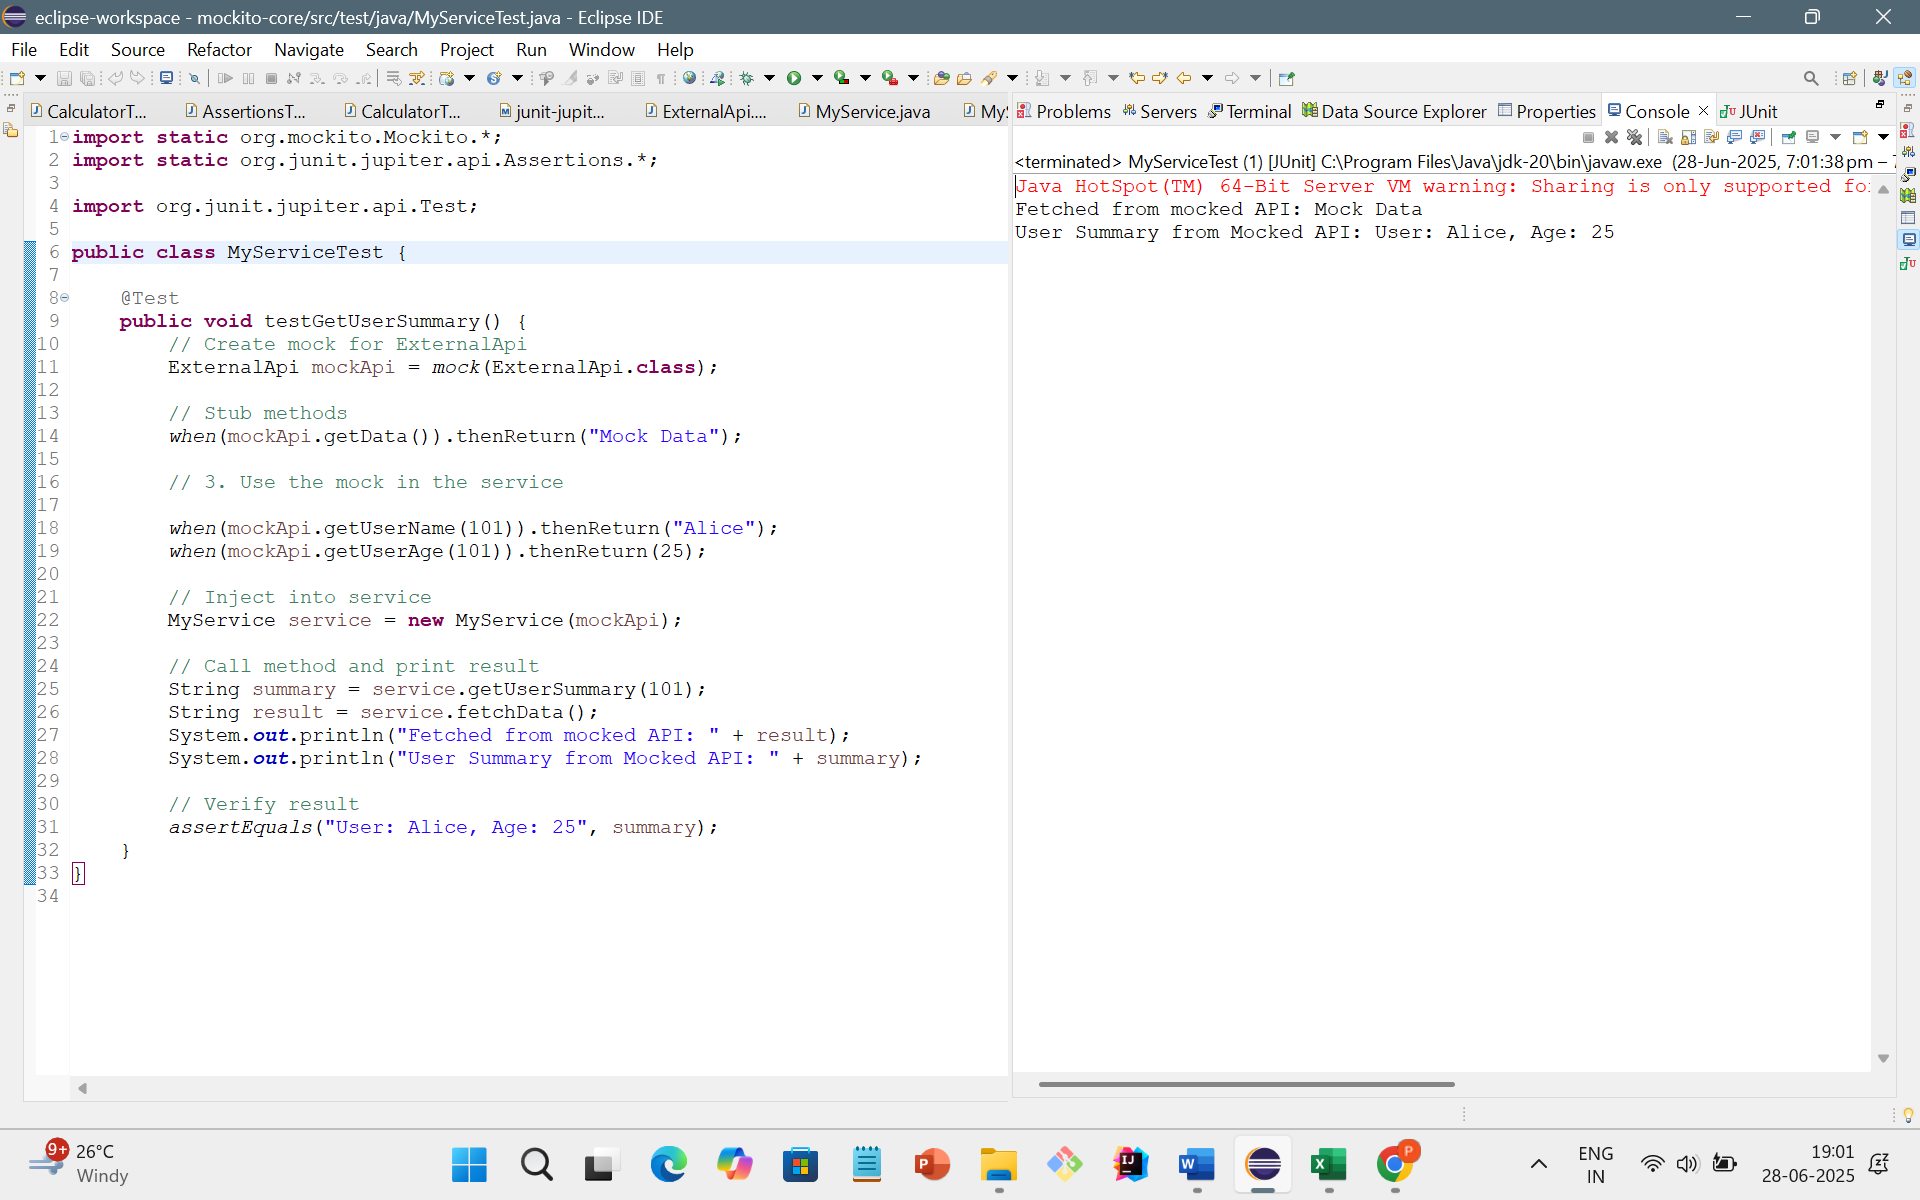 eclipse-workspace - mockito-core/src/test/java/MyServiceTest.java - Eclipse IDE
File Edit Source Refactor Navigate Search Project Run Window Help
CalculatorT... AssertionsT... CalculatorT... junit-jupit... ExternalApi.... MyService.java My
Problems Servers Terminal Data Source Explorer Properties Console JUnit
<terminated> MyServiceTest (1) [JUnit] C:\Program Files\Java\jdk-20\bin\javaw.exe (28-Jun-2025, 7:01:38 pm –
Java HotSpot(TM) 64-Bit Server VM warning: Sharing is only supported fo
Fetched from mocked API: Mock Data
User Summary from Mocked API: User: Alice, Age: 25
1 import static org.mockito.Mockito.*;
2 import static org.junit.jupiter.api.Assertions.*;
3
4 import org.junit.jupiter.api.Test;
5
6 public class MyServiceTest {
7
8 @Test
9 public void testGetUserSummary() {
10 // Create mock for ExternalApi
11 ExternalApi mockApi = mock(ExternalApi.class);
12
13 // Stub methods
14 when(mockApi.getData()).thenReturn("Mock Data");
15
16 // 3. Use the mock in the service
17
18 when(mockApi.getUserName(101)).thenReturn("Alice");
19 when(mockApi.getUserAge(101)).thenReturn(25);
20
21 // Inject into service
22 MyService service = new MyService(mockApi);
23
24 // Call method and print result
25 String summary = service.getUserSummary(101);
26 String result = service.fetchData();
27 System.out.println("Fetched from mocked API: " + result);
28 System.out.println("User Summary from Mocked API: " + summary);
29
30 // Verify result
31 assertEquals("User: Alice, Age: 25", summary);
32 }
33 }
34
9+ 26°C
Windy
ENG
IN
19:01
28-06-2025